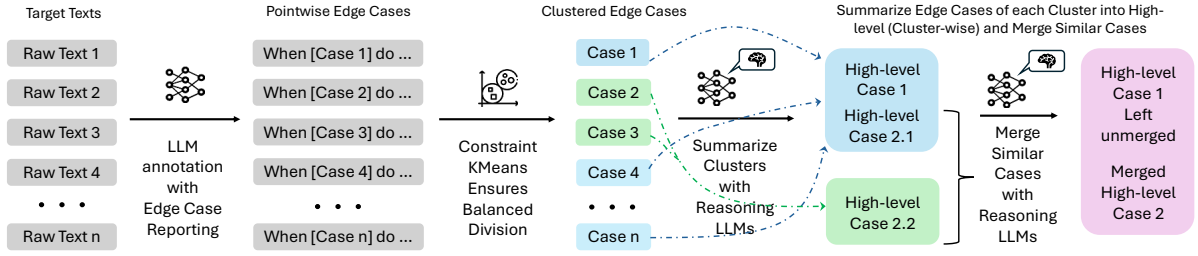 Target Texts
Raw Text 1
Raw Text 2
Raw Text 3
Raw Text 4
• • •
Raw Text n
LLM
annotation
with
Edge Case
Reporting
Pointwise Edge Cases
When [Case 1] do ...
When [Case 2] do ...
When [Case 3] do ...
When [Case 4] do ...
• • •
When [Case n] do ...
Constraint
KMeans
Ensures
Balanced
Division
Clustered Edge Cases
Case 1
Case 2
Case 3
Case 4
• • •
Case n
Summarize
Clusters
with
Reasoning
LLMs
Summarize Edge Cases of each Cluster into High-
level (Cluster-wise) and Merge Similar Cases
High-level
Case 1
High-level
Case 2.1
High-level
Case 2.2
Merge
Similar
Cases
with
Reasoning
LLMs
High-level
Case 1
Left
unmerged
Merged
High-level
Case 2